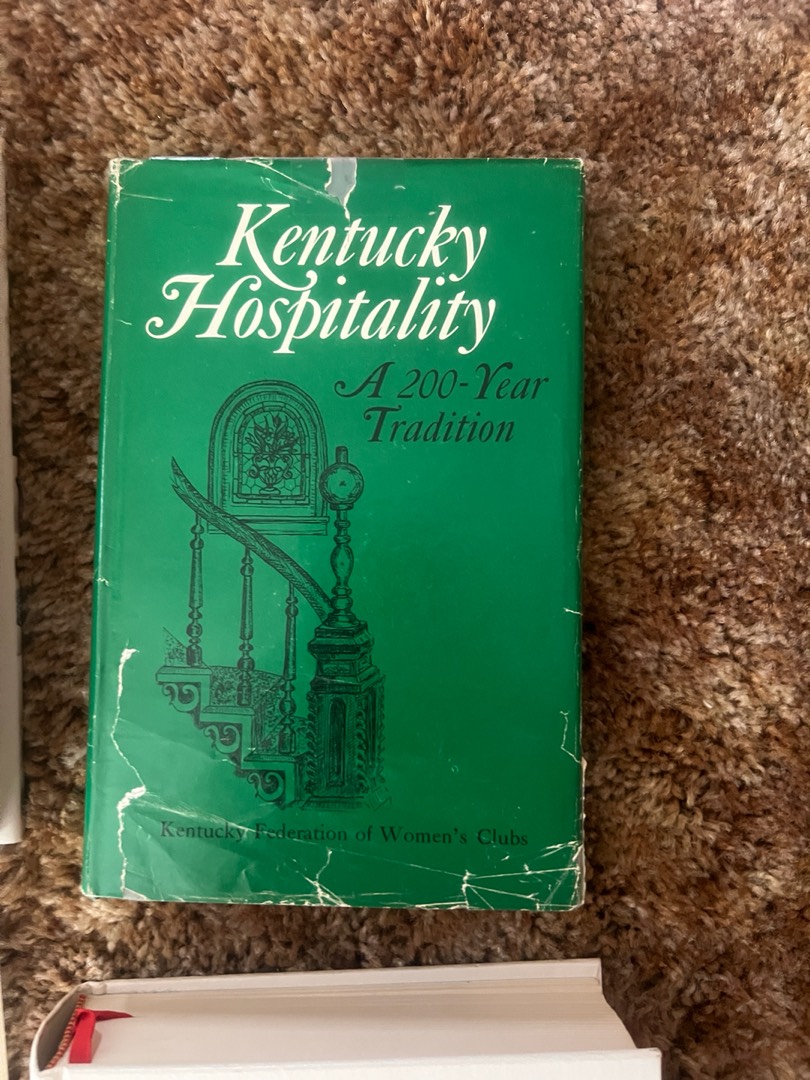 Kentucky
Hospitality
A 200-Year
Tradition
Kentucky Federation of Women's Clubs